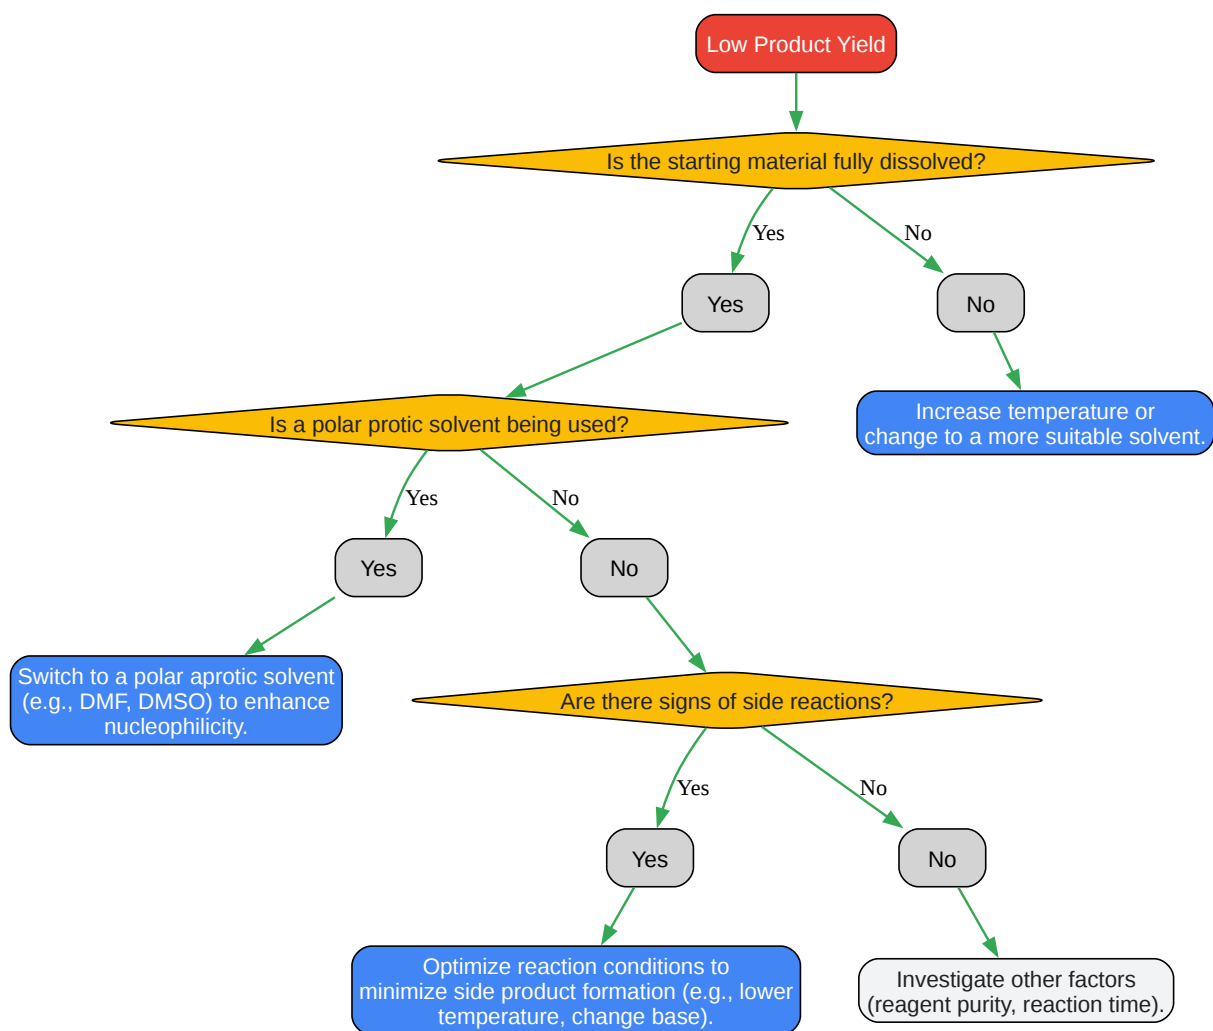 Low Product Yield
Is the starting material fully dissolved?
Yes
No
Yes
No
Increase temperature or
change to a more suitable solvent.
Is a polar protic solvent being used?
Yes
No
Yes
No
Switch to a polar aprotic solvent
(e.g., DMF, DMSO) to enhance
nucleophilicity.
Are there signs of side reactions?
Yes
No
Yes
No
Optimize reaction conditions to
minimize side product formation (e.g., lower
temperature, change base).
Investigate other factors
(reagent purity, reaction time).